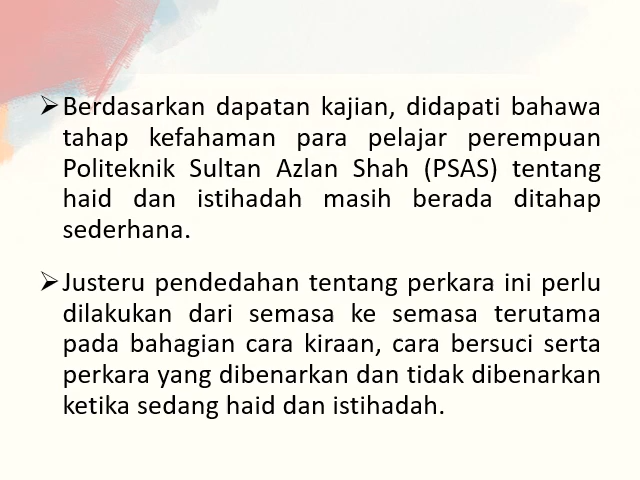 ➢Berdasarkan dapatan kajian, didapati bahawa
tahap kefahaman para pelajar perempuan
Politeknik Sultan Azlan Shah (PSAS) tentang
haid dan istihadah masih berada ditahap
sederhana.
➢Justeru pendedahan tentang perkara ini perlu
dilakukan dari semasa ke semasa terutama
pada bahagian cara kiraan, cara bersuci serta
perkara yang dibenarkan dan tidak dibenarkan
ketika sedang haid dan istihadah.